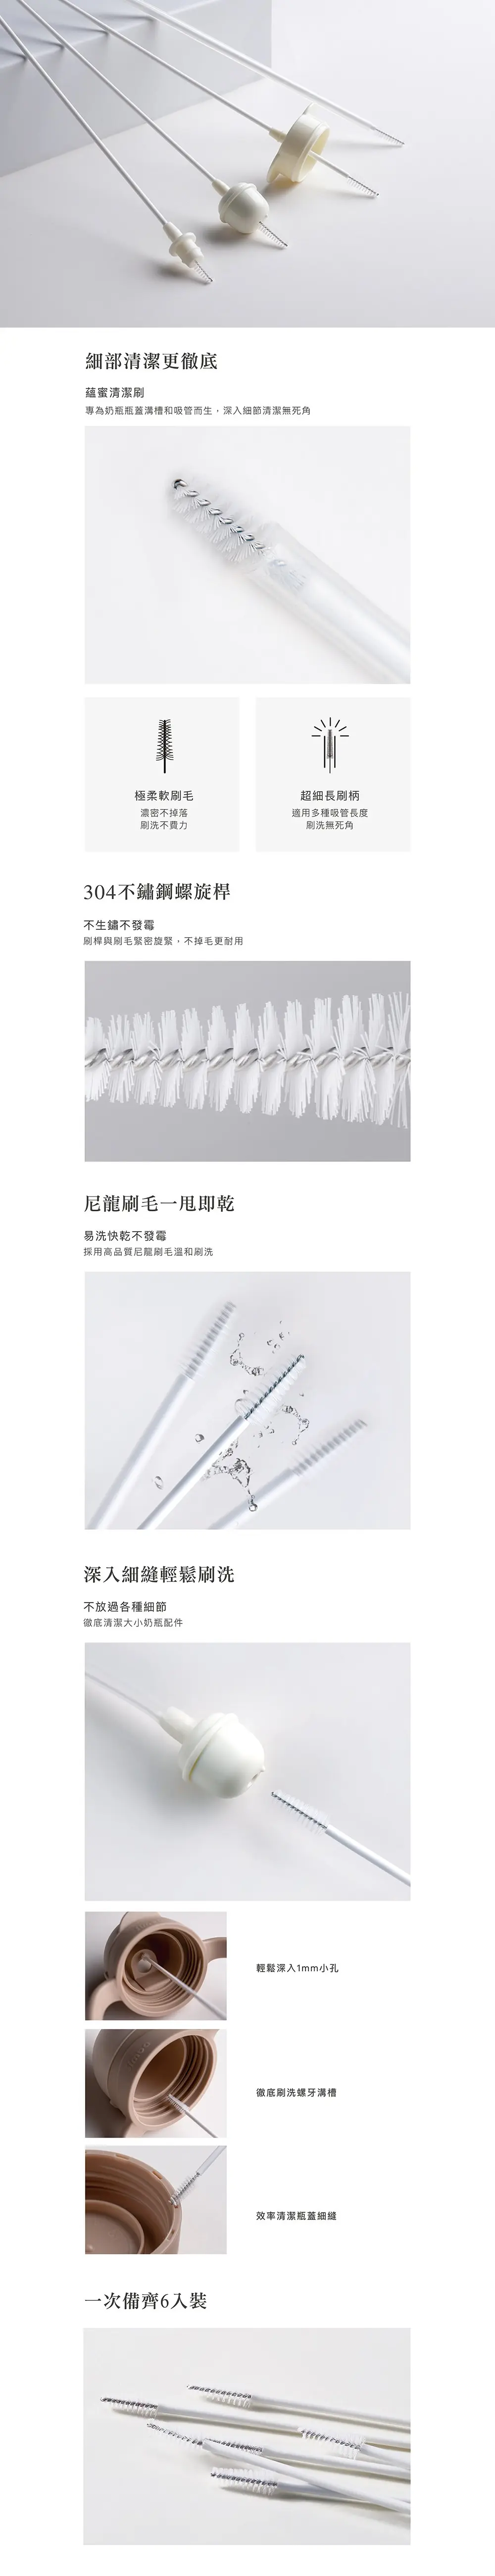 細部清潔更徹底
蘊蜜清潔刷
專為奶瓶瓶蓋溝槽和吸管而生，深入細節清潔無死角
極柔軟刷毛
濃密不掉落
刷洗不費力
超細長刷柄
適用多種吸管長度
刷洗無死角
304不鏽鋼螺旋桿
不生鏽不發霉
刷桿與刷毛緊密旋緊，不掉毛更耐用
尼龍刷毛一甩即乾
易洗快乾不發霉
採用高品質尼龍刷毛溫和刷洗
深入細縫輕鬆刷洗
不放過各種細節
徹底清潔大小奶瓶配件
輕鬆深入1mm小孔
徹底刷洗螺牙溝槽
效率清潔瓶蓋細縫
一次備齊6入裝